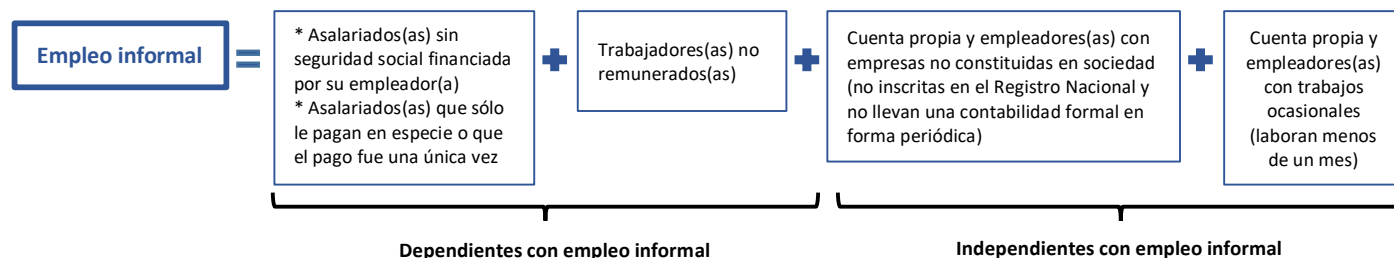 Empleo informal
=
* Asalariados(as) sin
seguridad social financiada
por su empleador(a)
* Asalariados(as) que sólo
le pagan en especie o que
el pago fue una única vez
+
Trabajadores(as) no
remunerados(as)
+
Cuenta propia y empleadores(as) con
empresas no constituidas en sociedad
(no inscritas en el Registro Nacional y
no llevan una contabilidad formal en
forma periódica)
+
Cuenta propia y
empleadores(as)
con trabajos
ocasionales
(laboran menos
de un mes)
Dependientes con empleo informal
Independientes con empleo informal